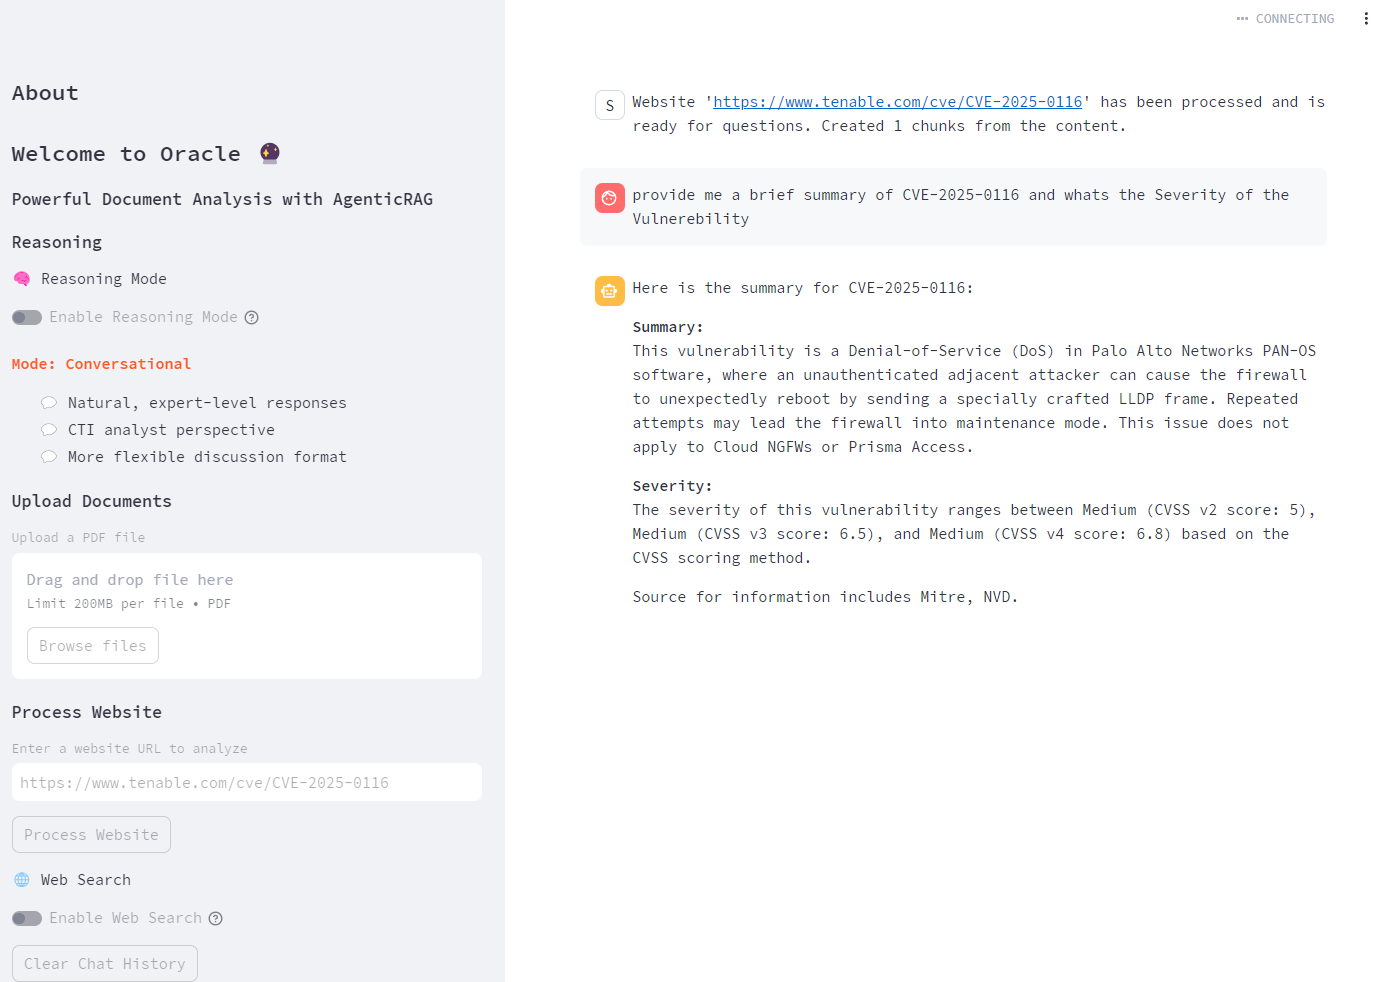 About
Welcome to Oracle
Powerful Document Analysis with AgenticRAG
Reasoning
Reasoning Mode
Enable Reasoning Mode
Mode: Conversational
Natural, expert-level responses
CTI analyst perspective
More flexible discussion format
Upload Documents
Upload a PDF file
Drag and drop file here
Limit 200MB per file • PDF
Browse files
Process Website
Enter a website URL to analyze
https://www.tenable.com/cve/CVE-2025-0116
Process Website
Web Search
Enable Web Search
Clear Chat History
CONNECTING
S
Website 'https://www.tenable.com/cve/CVE-2025-0116' has been processed and is
ready for questions. Created 1 chunks from the content.
provide me a brief summary of CVE-2025-0116 and whats the Severity of the
Vulnerebility
Here is the summary for CVE-2025-0116:
Summary:
This vulnerability is a Denial-of-Service (DoS) in Palo Alto Networks PAN-OS
software, where an unauthenticated adjacent attacker can cause the firewall
to unexpectedly reboot by sending a specially crafted LLDP frame. Repeated
attempts may lead the firewall into maintenance mode. This issue does not
apply to Cloud NGFWs or Prisma Access.
Severity:
The severity of this vulnerability ranges between Medium (CVSS v2 score: 5),
Medium (CVSS v3 score: 6.5), and Medium (CVSS v4 score: 6.8) based on the
CVSS scoring method.
Source for information includes Mitre, NVD.